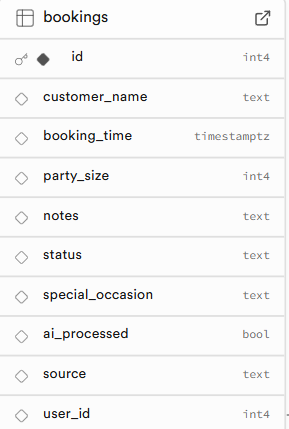 bookings
id int4
customer_name text
booking_time timestamptz
party_size int4
notes text
status text
special_occasion text
ai_processed bool
source text
user_id int4